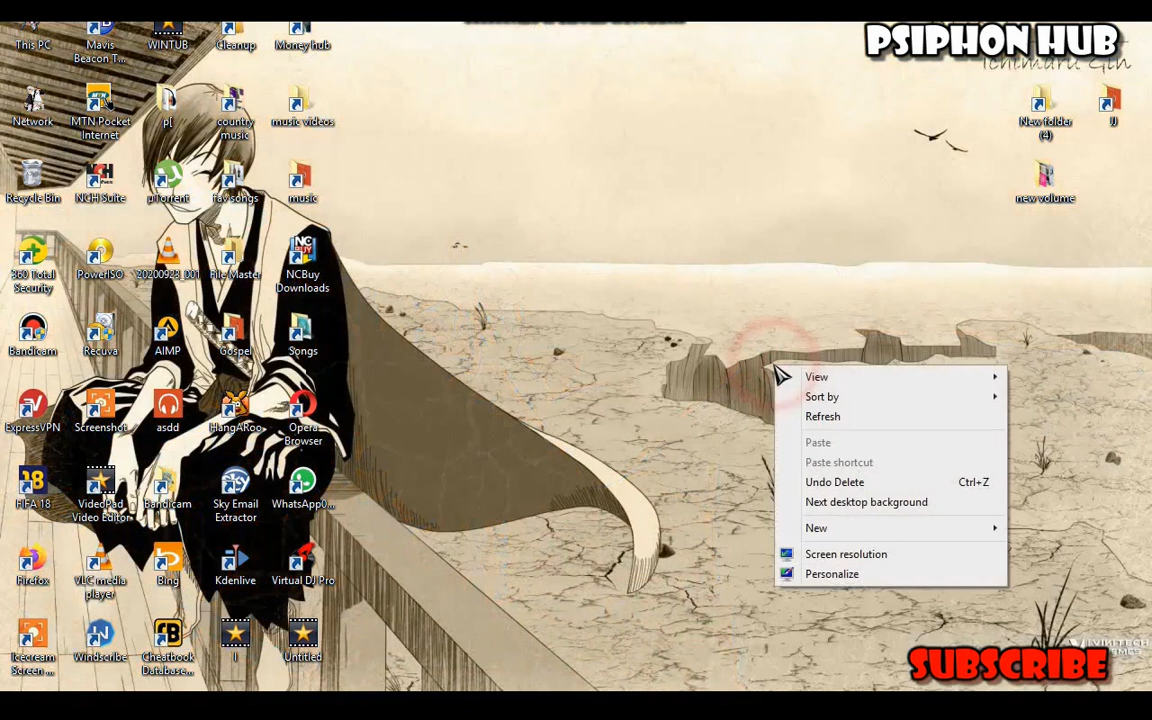 PSIPHON HUB
Ichimaru Gin
This PC
Mavis
Beacon T...
WINTUB
Cleanup
Money hub
Network
MTN Pocket
Internet
p[
country
music
music videos
New folder
(4)
JJ
Recycle Bin
NCH Suite
µTorrent
fav songs
music
new volume
360 Total
Security
PowerISO
20200923_001
File Master
NCBuy
Downloads
Bandicam
Recuva
AIMP
Gospel
Songs
ExpressVPN
Screenshot
asdd
HangARoo
Opera
Browser
FIFA 18
VideoPad
Video Editor
Bandicam
Sky Email
Extractor
WhatsApp0...
Firefox
VLC media
player
Bing
Kdenlive
Virtual DJ Pro
Icecream
Screen ...
Windscribe
Cheatbook
Database...
Untitled
View
Sort by
Refresh
Paste
Paste shortcut
Undo Delete Ctrl+Z
Next desktop background
New
Screen resolution
Personalize
SUBSCRIBE